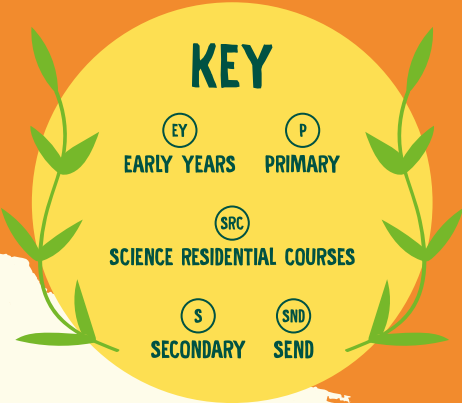 KEY
EY P
EARLY YEARS PRIMARY
SRC
SCIENCE RESIDENTIAL COURSES
S SND
SECONDARY SEND